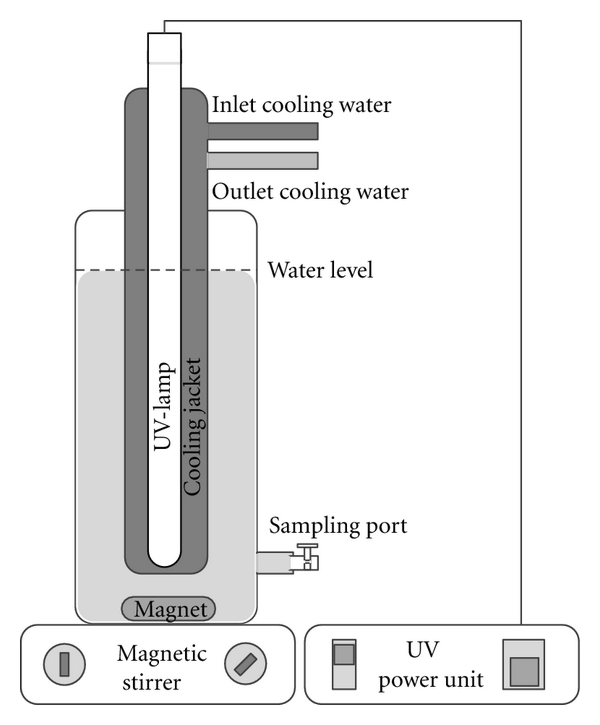 Inlet cooling water
Outlet cooling water
Water level
UV-lamp
Cooling jacket
Sampling port
Magnet
Magnetic
stirrer
UV
power unit